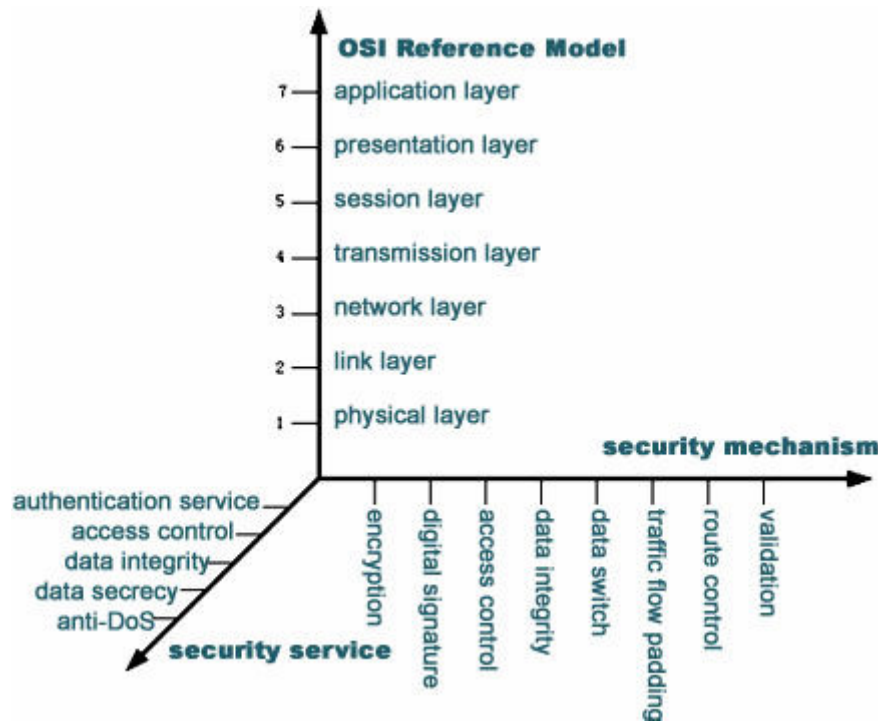 OSI Reference Model
7 application layer
6 presentation layer
5 session layer
4 transmission layer
3 network layer
2 link layer
1 physical layer
security mechanism
encryption
digital signature
access control
data integrity
data switch
traffic flow padding
route control
validation
authentication service
access control
data integrity
data secrecy
anti-DoS
security service